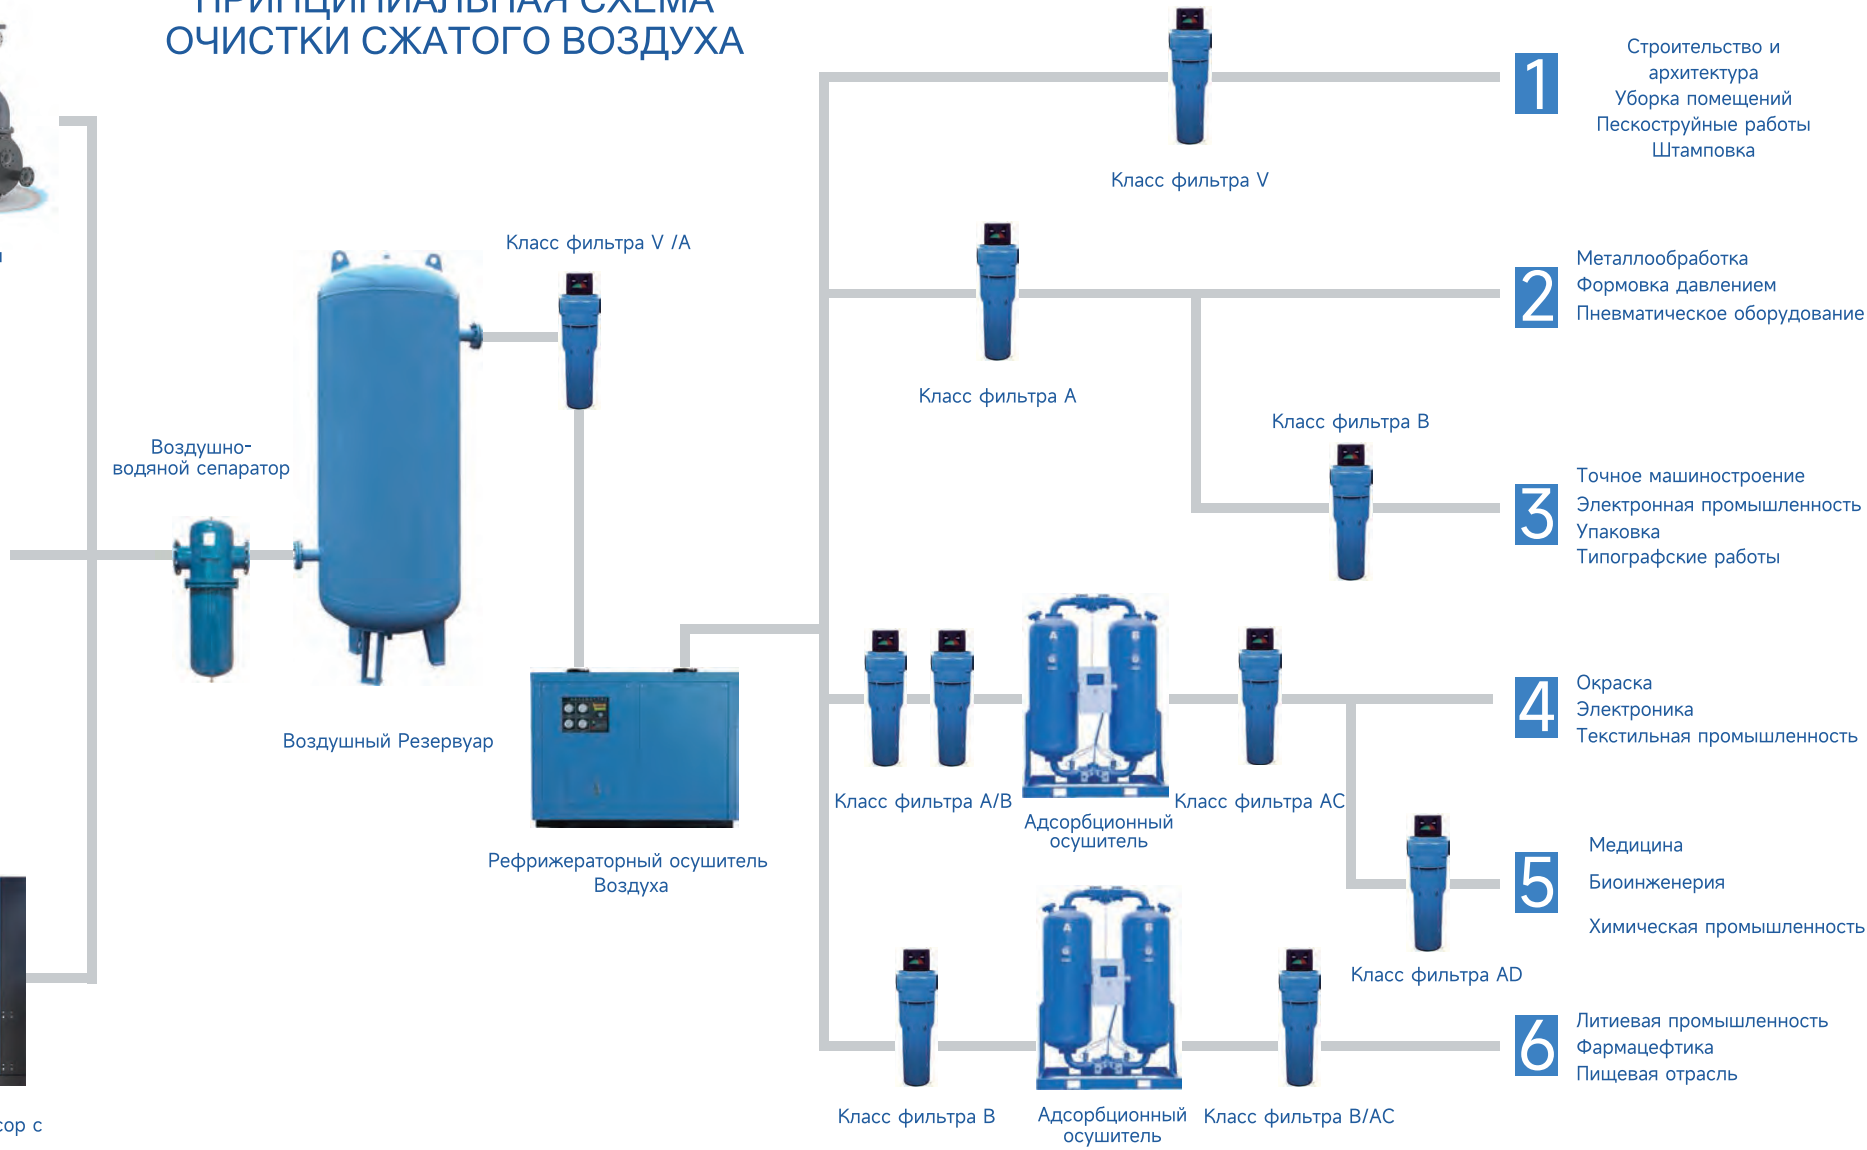 ПРИНЦИПИАЛЬНАЯ СХЕМА
ОЧИСТКИ СЖАТОГО ВОЗДУХА
Класс фильтра V /A
Воздушно-
водяной сепаратор
Воздушный Резервуар
Рефрижераторный осушитель
Воздуха
Класс фильтра V
1
Строительство и
архитектура
Уборка помещений
Пескоструйные работы
Штамповка
Класс фильтра A
2
Металлообработка
Формовка давлением
Пневматическое оборудование
Класс фильтра B
3
Точное машиностроение
Электронная промышленность
Упаковка
Типографские работы
Класс фильтра A/B
A
B
Адсорбционный
осушитель
Класс фильтра AC
4
Окраска
Электроника
Текстильная промышленность
Класс фильтра AD
5
Медицина
Биоинженерия
Химическая промышленность
Класс фильтра B
A
B
Адсорбционный
осушитель
Класс фильтра B/AC
6
Литиевая промышленность
Фармацефтика
Пищевая отрасль
сор с